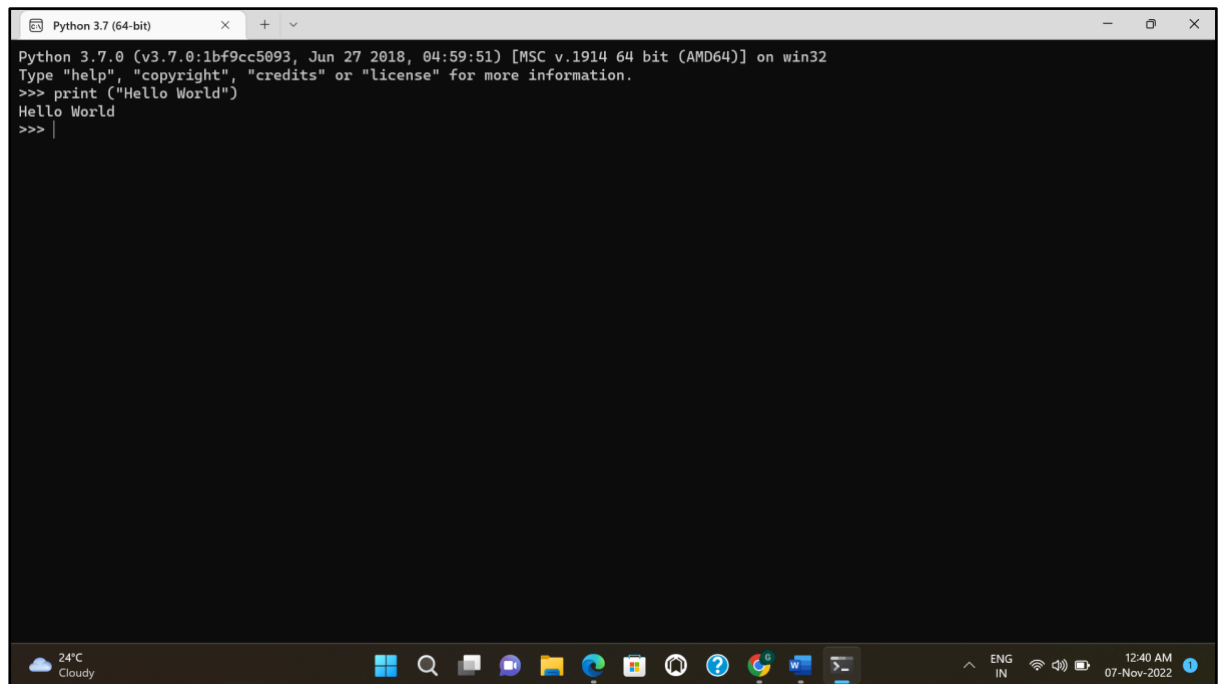 Python 3.7 (64-bit)
Python 3.7.0 (v3.7.0:1bf9cc5093, Jun 27 2018, 04:59:51) [MSC v.1914 64 bit (AMD64)] on win32
Type "help", "copyright", "credits" or "license" for more information.
>>> print ("Hello World")
Hello World
>>>
24°C
Cloudy
ENG
IN
12:40 AM
07-Nov-2022
1